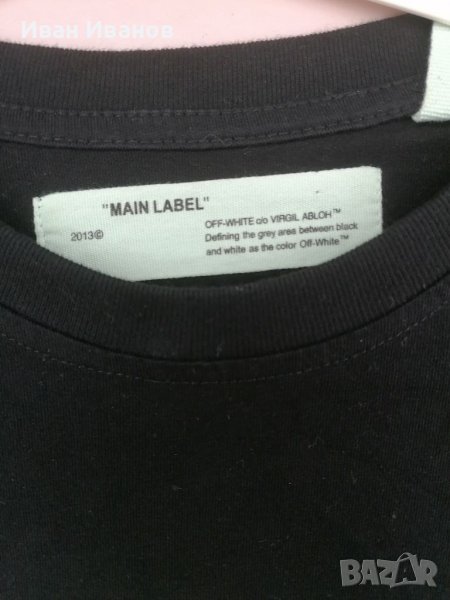 Иван Иванов
"MAIN LABEL"
2013©
OFF-WHITE c/o VIRGIL ABLOH™
Defining the grey area between black
and white as the color Off-White™
BAZAR